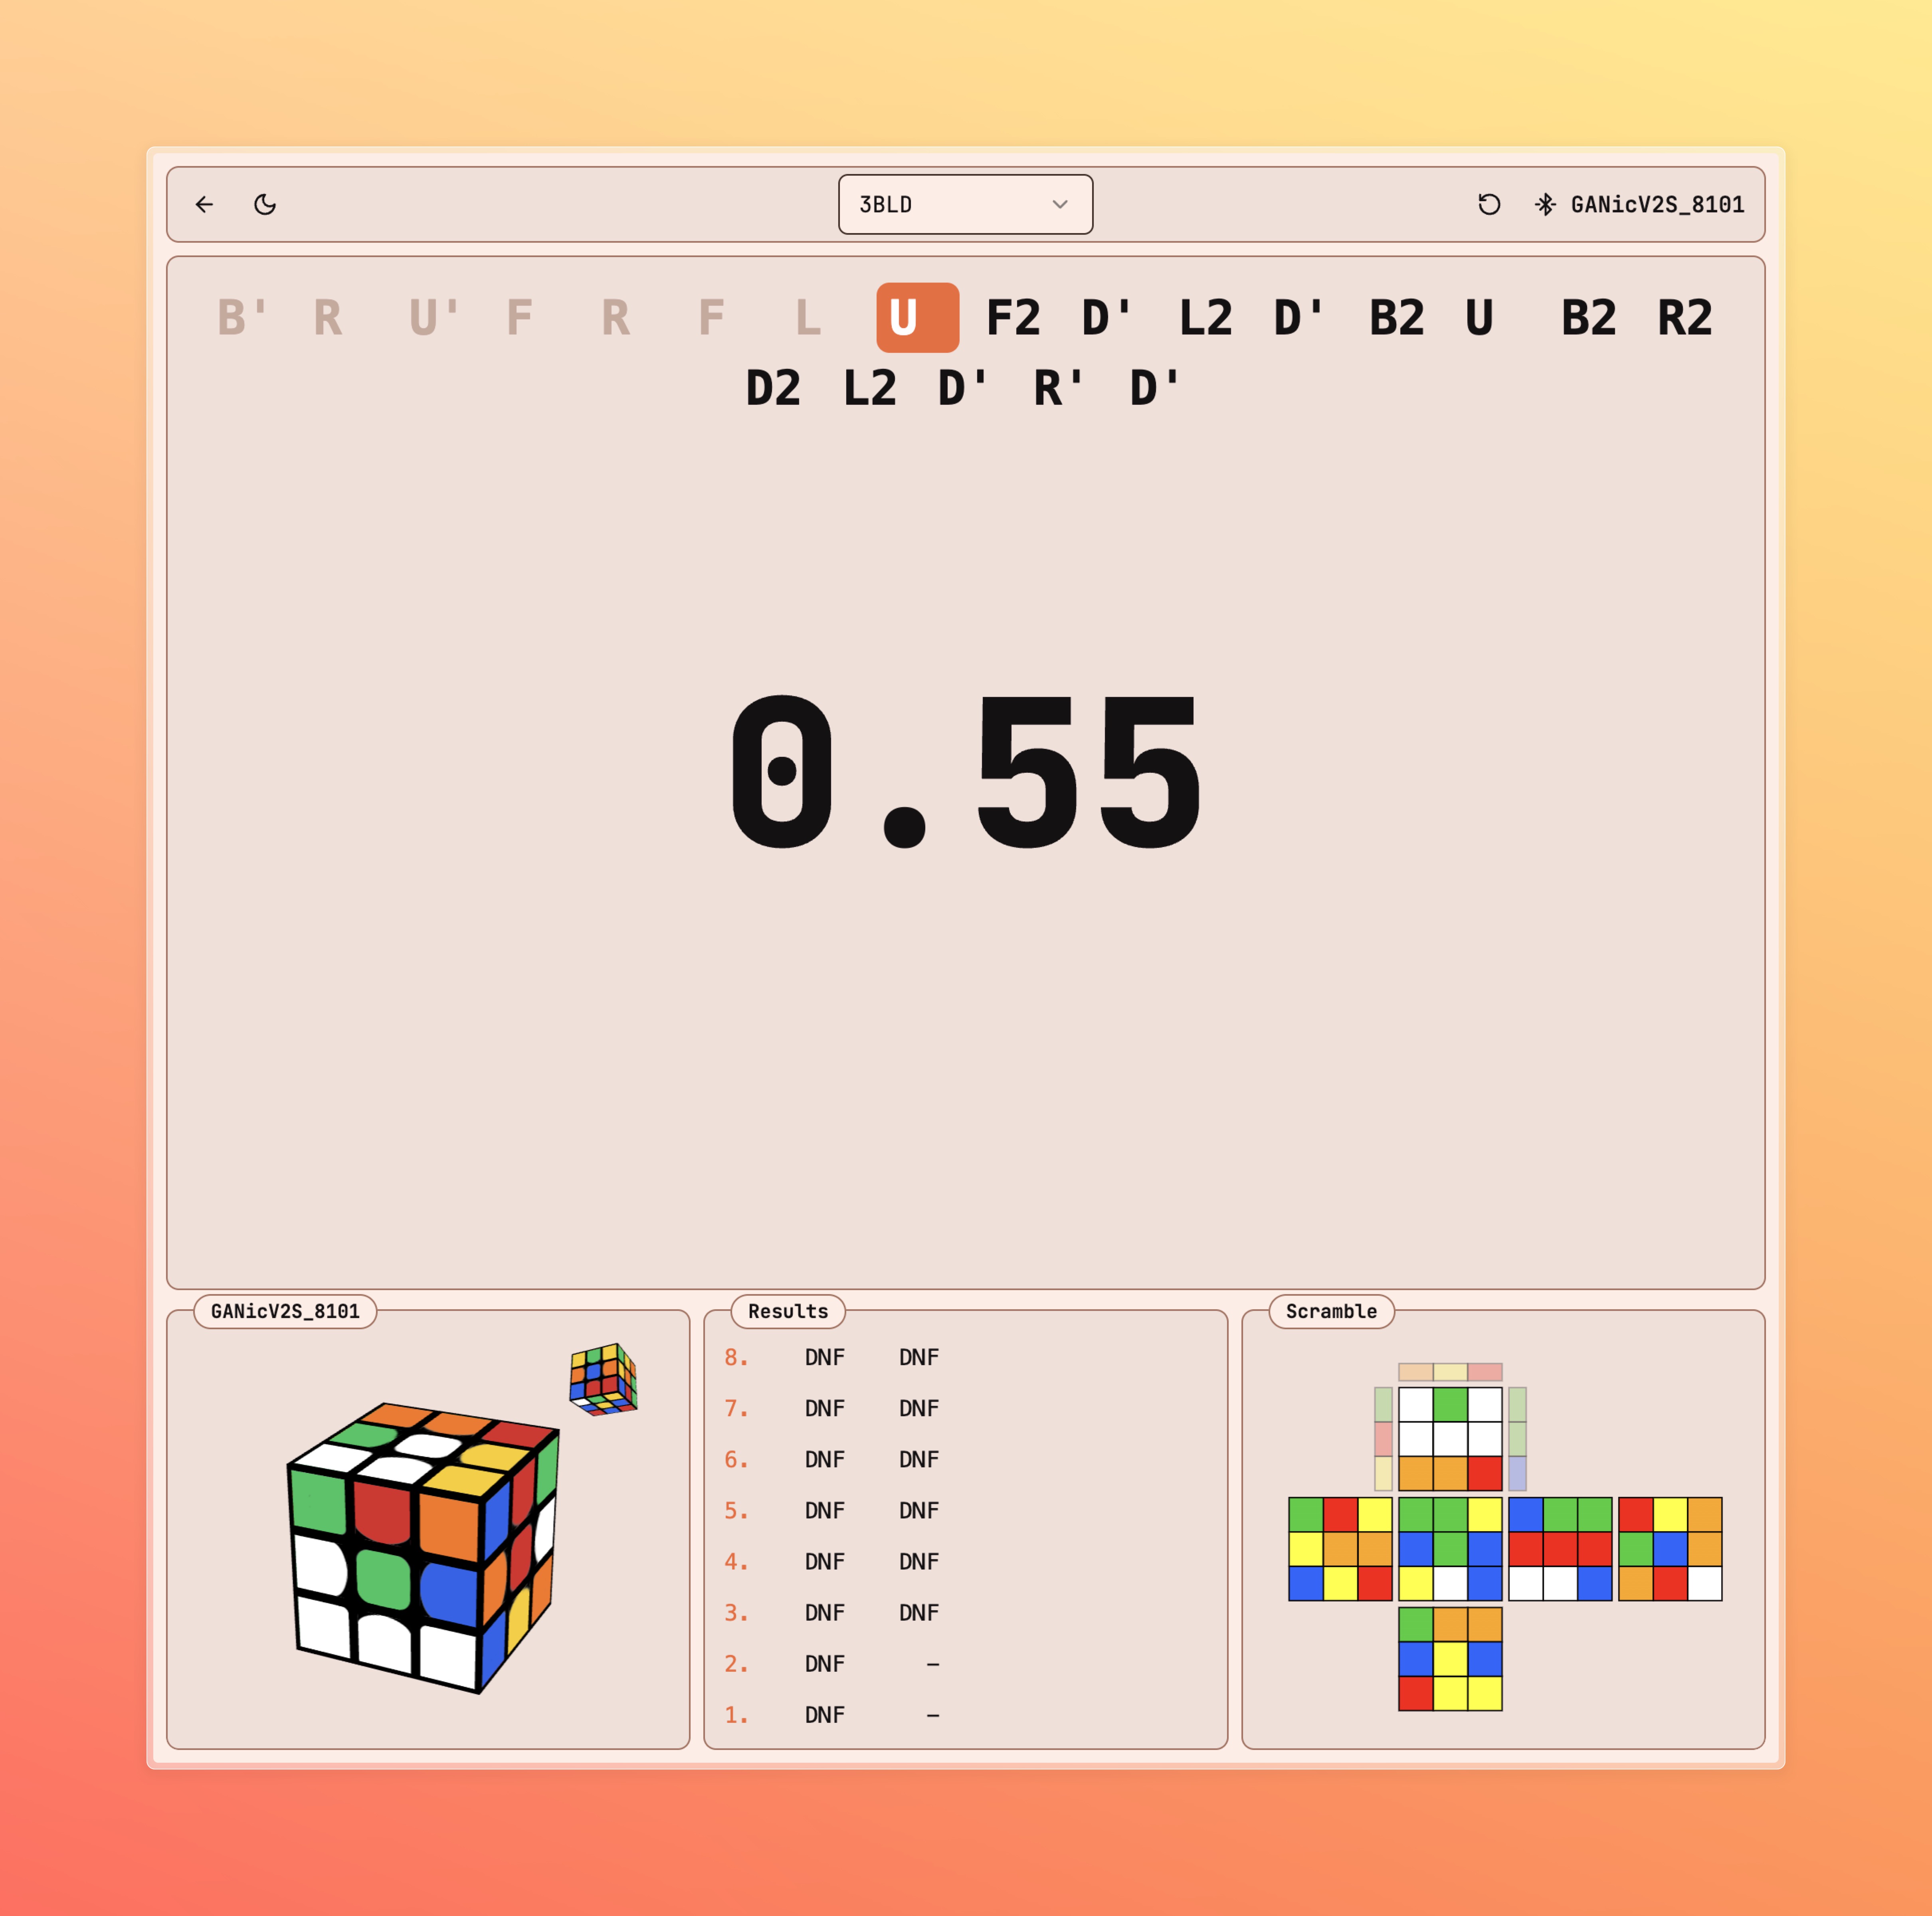 3BLD GANicV2S_8101
B' R U' F R F L U F2 D' L2 D' B2 U B2 R2
D2 L2 D' R' D'
0.55
GANicV2S_8101
Results
8. DNF DNF
7. DNF DNF
6. DNF DNF
5. DNF DNF
4. DNF DNF
3. DNF DNF
2. DNF –
1. DNF –
Scramble